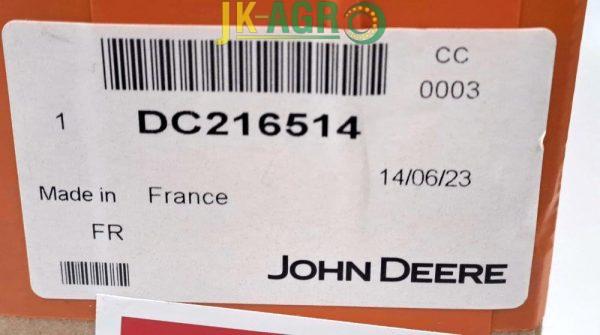 JK-AGRO
CC
0003
1 DC216514
14/06/23
Made in France
FR
JOHN DEERE